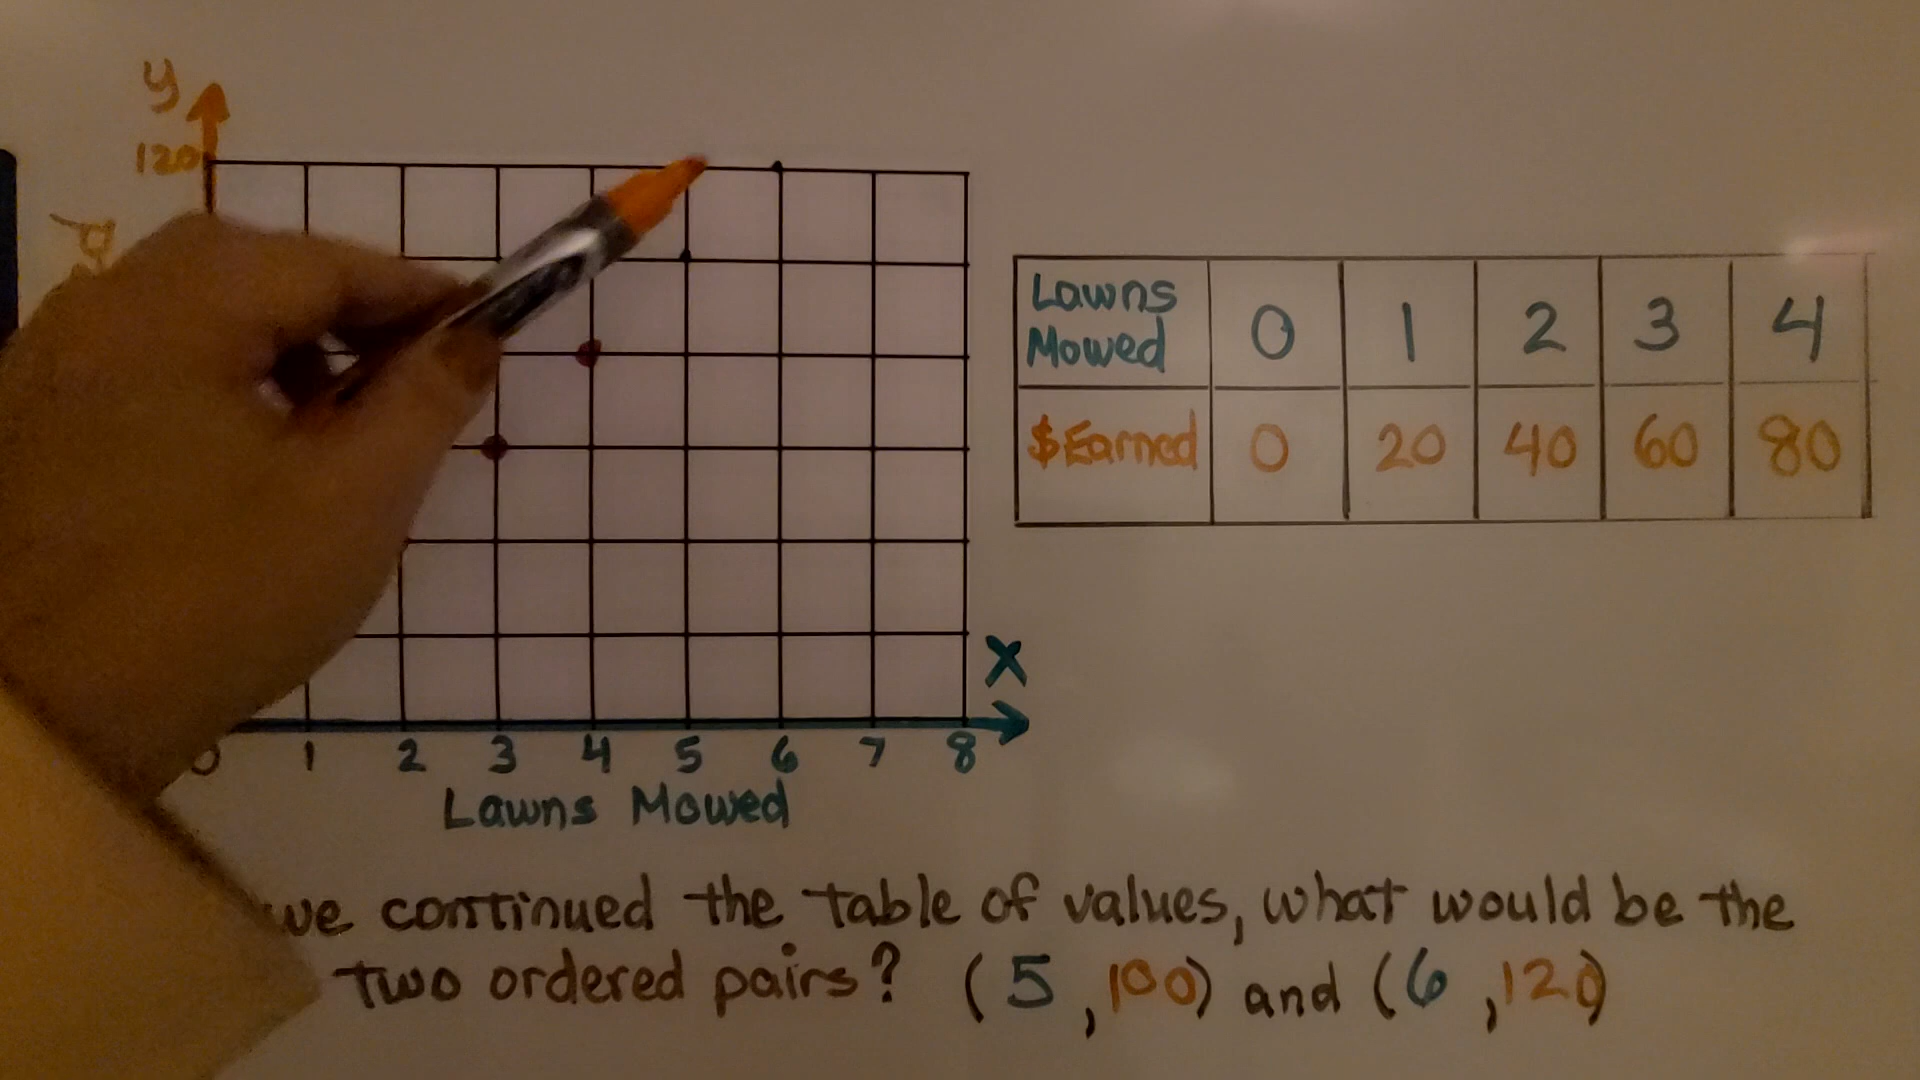 y
120
0 1 2 3 4 5 6 7 8
X
Lawns Mowed
Lawns Mowed 0 1 2 3 4
$Earned 0 20 40 60 80
we continued the table of values, what would be the
two ordered pairs? (5,100) and (6,120)